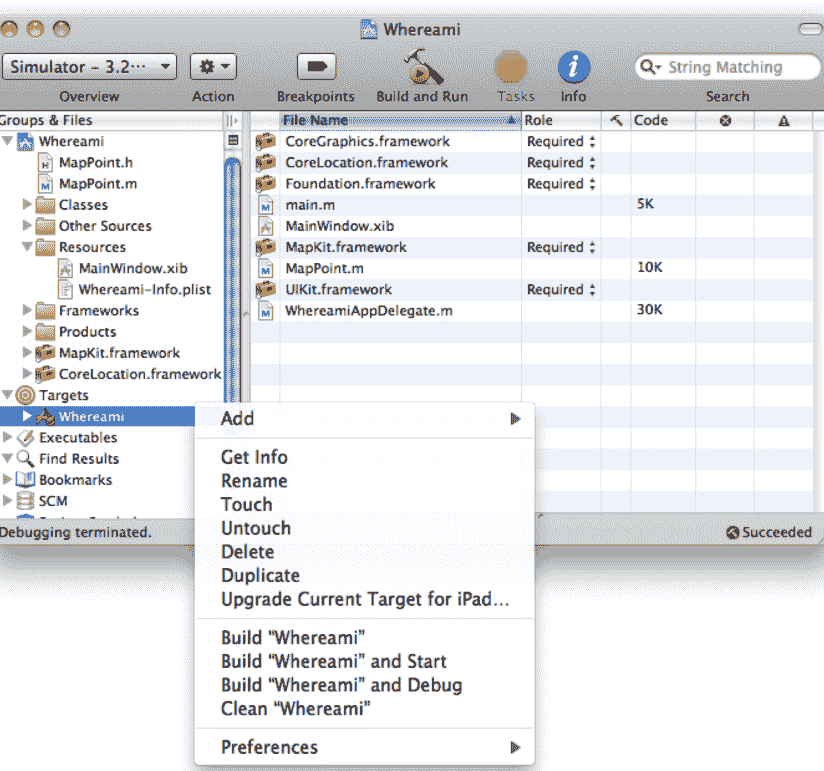 Whereami
Simulator - 3.2···
String Matching
Overview
Action
Breakpoints
Build and Run
Tasks
Info
Search
Groups & Files
File Name
Role
Code
Whereami
MapPoint.h
MapPoint.m
Classes
Other Sources
Resources
MainWindow.xib
Whereami-Info.plist
Frameworks
Products
MapKit.framework
CoreLocation.framework
Targets
Whereami
Executables
Find Results
Bookmarks
SCM
CoreGraphics.framework Required
CoreLocation.framework Required
Foundation.framework Required
main.m 5K
MainWindow.xib
MapKit.framework Required
MapPoint.m 10K
UIKit.framework Required
WhereamiAppDelegate.m 30K
Add
Get Info
Rename
Touch
Untouch
Delete
Duplicate
Upgrade Current Target for iPad...
Build “Whereami”
Build “Whereami” and Start
Build “Whereami” and Debug
Clean “Whereami”
Preferences
Debugging terminated.
Succeeded